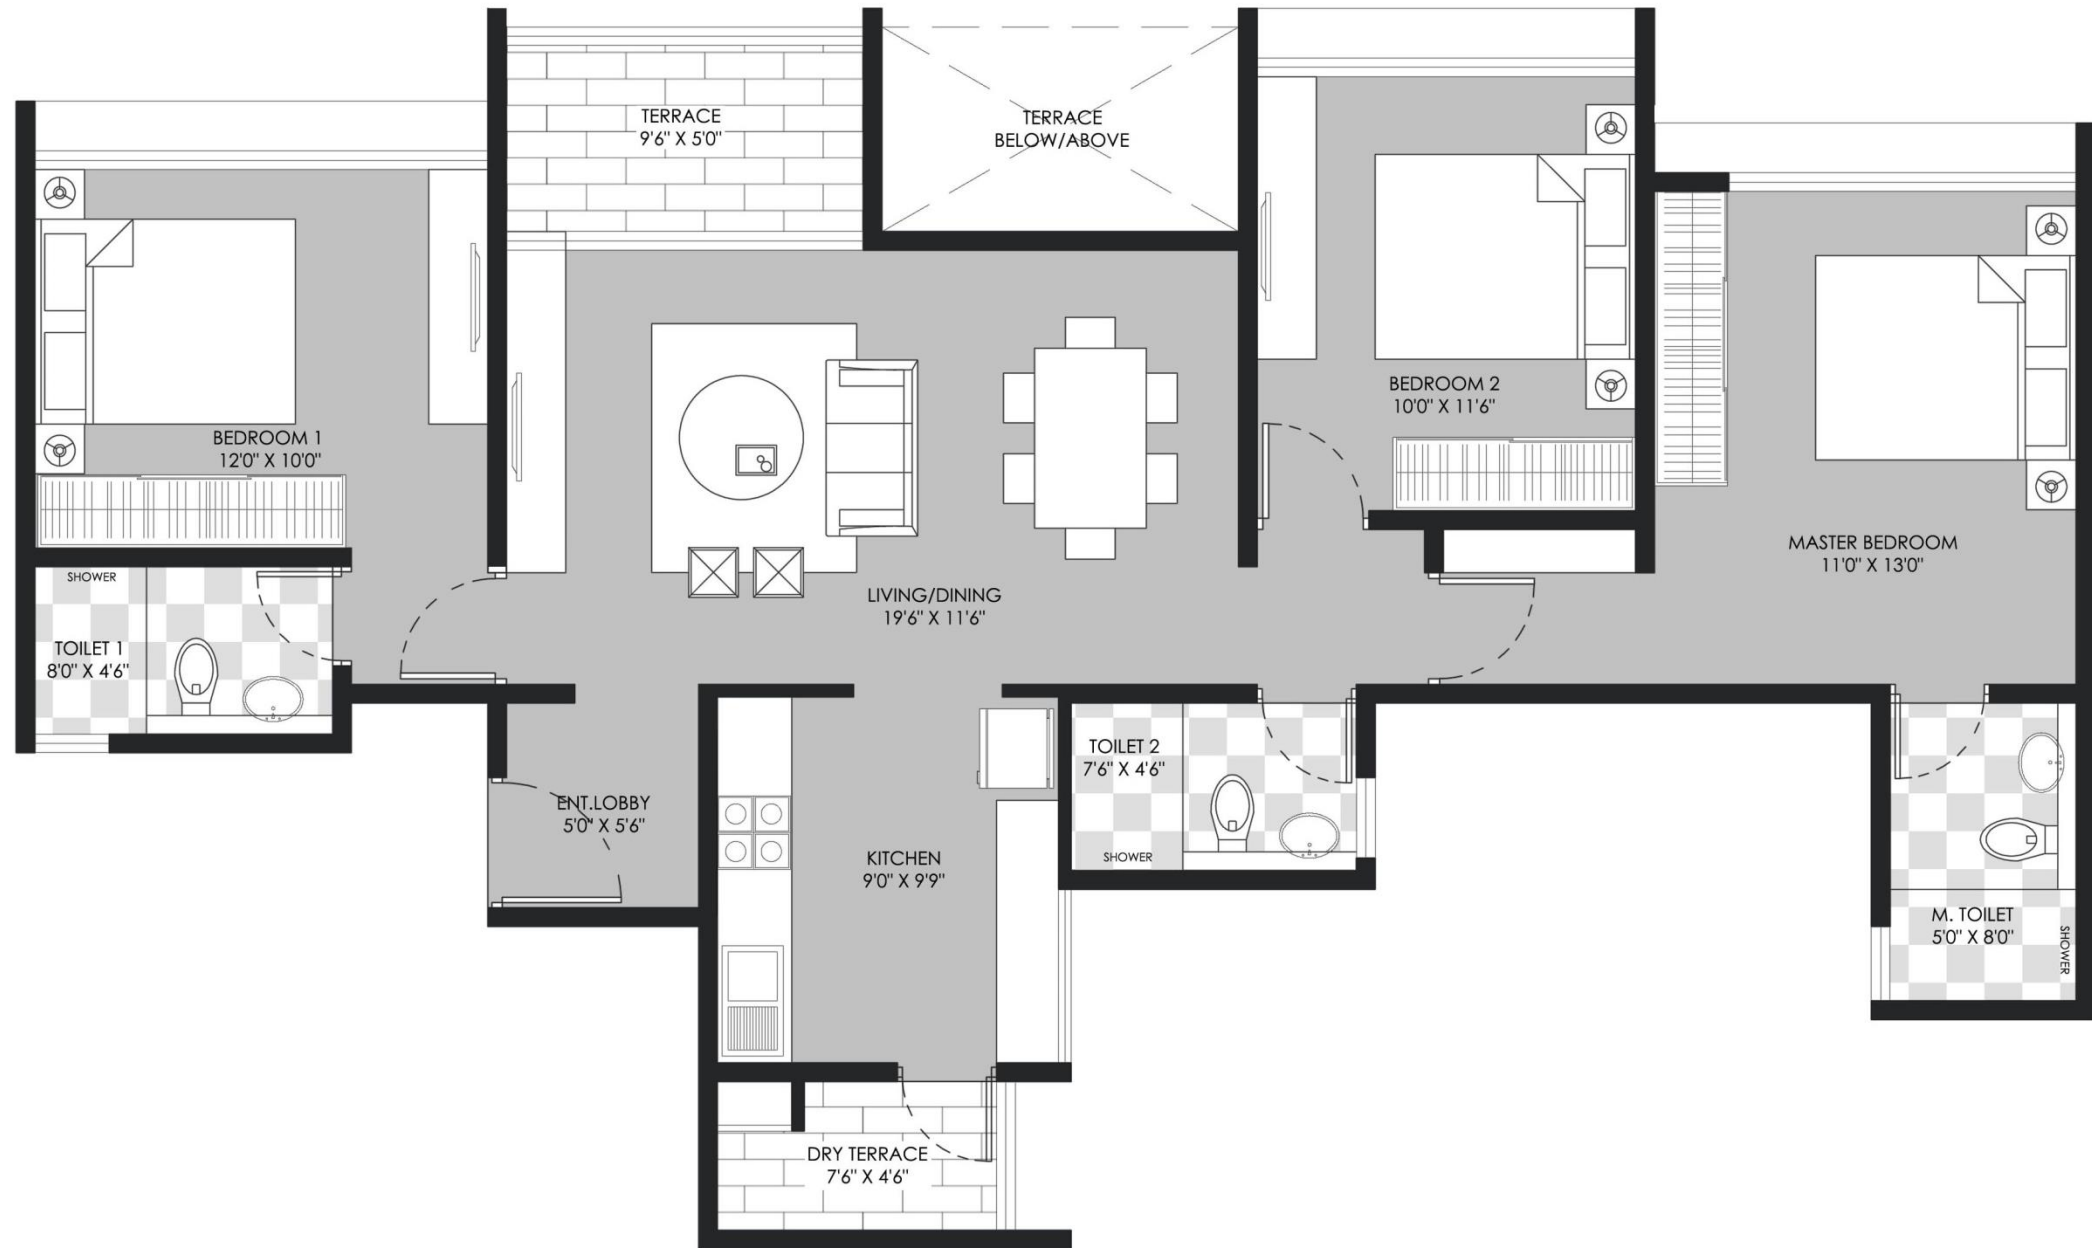 TERRACE
9'6" X 5'0"
TERRACE
BELOW/ABOVE
BEDROOM 1
12'0" X 10'0"
BEDROOM 2
10'0" X 11'6"
MASTER BEDROOM
11'0" X 13'0"
SHOWER
TOILET 1
8'0" X 4'6"
LIVING/DINING
19'6" X 11'6"
ENT.LOBBY
5'0" X 5'6"
KITCHEN
9'0" X 9'9"
TOILET 2
7'6" X 4'6"
SHOWER
M. TOILET
5'0" X 8'0"
SHOWER
DRY TERRACE
7'6" X 4'6"